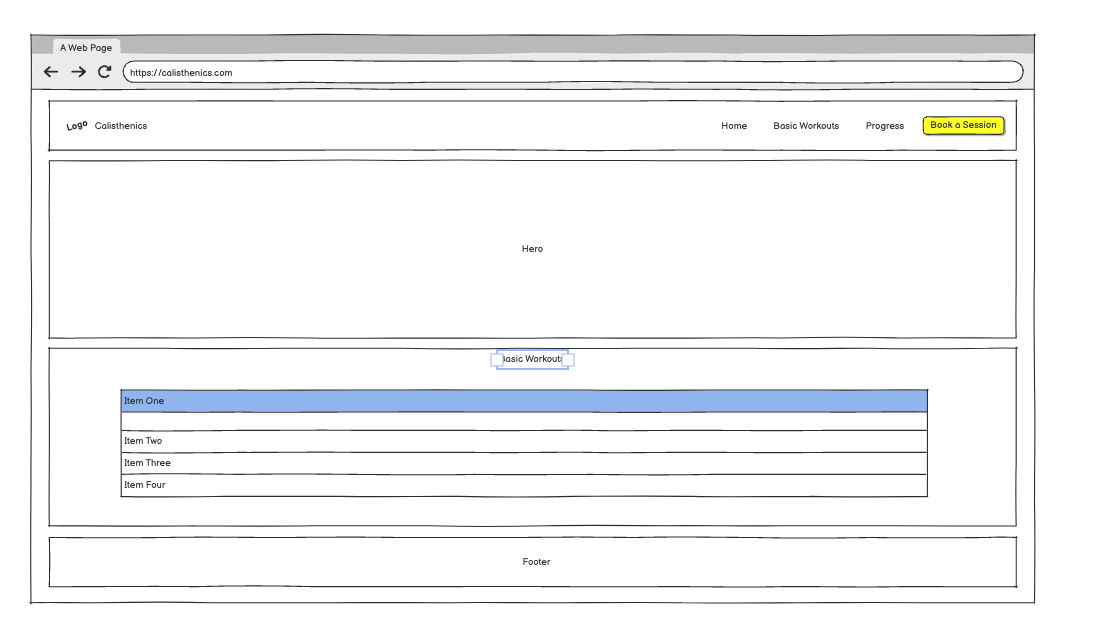 A Web Page
https://calisthenics.com
Logo Calisthenics Home Basic Workouts Progress Book a Session
Hero
Basic Workouts
Item One
Item Two
Item Three
Item Four
Footer